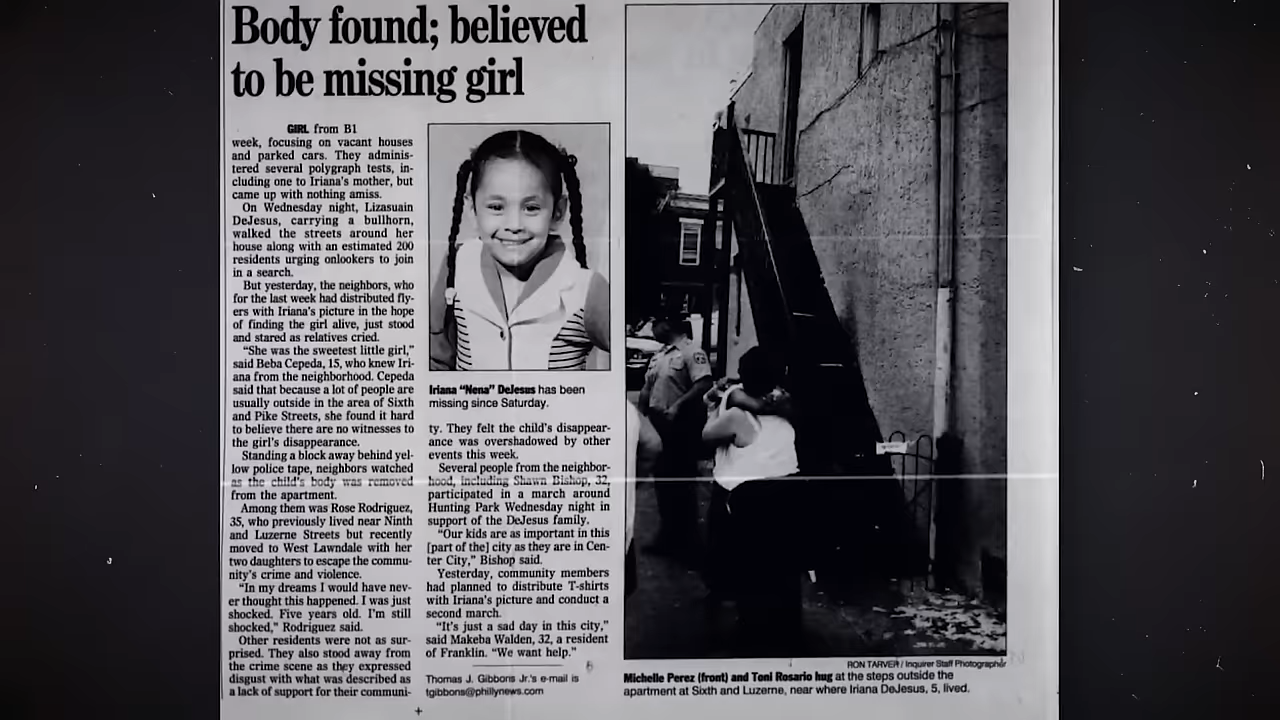 Body found; believed
to be missing girl
GIRL from B1
week, focusing on vacant houses
and parked cars. They adminis-
tered several polygraph tests, in-
cluding one to Iriana's mother, but
came up with nothing amiss.
On Wednesday night, Lizasuain
DeJesus, carrying a bullhorn,
walked the streets around her
house along with an estimated 200
residents urging onlookers to join
in a search.
But yesterday, the neighbors, who
for the last week had distributed fly-
ers with Iriana's picture in the hope
of finding the girl alive, just stood
and stared as relatives cried.
"She was the sweetest little girl,"
said Beba Cepeda, 15, who knew Iri-
ana from the neighborhood. Cepeda
said that because a lot of people are
usually outside in the area of Sixth
and Pike Streets, she found it hard
to believe there are no witnesses to
the girl's disappearance.
Standing a block away behind yel-
low police tape, neighbors watched
as the child's body was removed
from the apartment.
Among them was Rose Rodriguez,
35, who previously lived near Ninth
and Luzerne Streets but recently
moved to West Lawndale with her
two daughters to escape the commu-
nity's crime and violence.
"In my dreams I would have nev-
er thought this happened. I was just
shocked. Five years old. I'm still
shocked," Rodriguez said.
Other residents were not as sur-
prised. They also stood away from
the crime scene as they expressed
disgust with what was described as
a lack of support for their communi-
Iriana "Nena" DeJesus has been
missing since Saturday.
ty. They felt the child's disappear-
ance was overshadowed by other
events this week.
Several people from the neighbor-
hood, including Shawn Bishop, 32,
participated in a march around
Hunting Park Wednesday night in
support of the DeJesus family.
"Our kids are as important in this
[part of the] city as they are in Cen-
ter City," Bishop said.
Yesterday, community members
had planned to distribute T-shirts
with Iriana's picture and conduct a
second march.
"It's just a sad day in this city,"
said Makeba Walden, 32, a resident
of Franklin. "We want help."
Thomas J. Gibbons Jr.'s e-mail is
tgibbons@phillynews.com
RON TARVER / Inquirer Staff Photographer
Michelle Perez (front) and Toni Rosario hug at the steps outside the
apartment at Sixth and Luzerne, near where Iriana DeJesus, 5, lived.